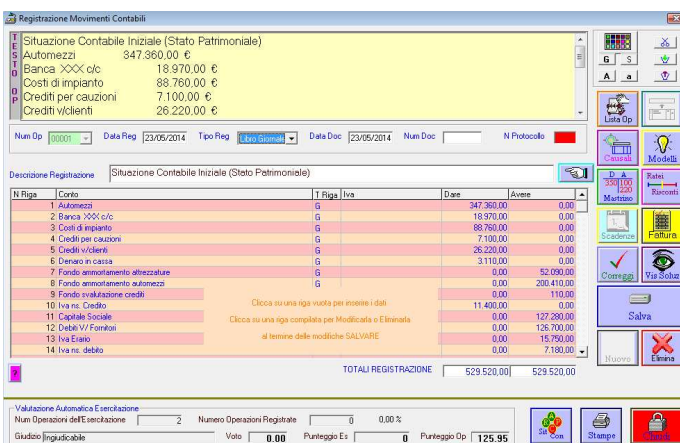 Registrazione Movimenti Contabili
TESTO OP
Situazione Contabile Iniziale (Stato Patrimoniale)
Automezzi 347.360,00 €
Banca XXX c/c 18.970,00 €
Costi di impianto 88.760,00 €
Crediti per cauzioni 7.100,00 €
Crediti v/clienti 26.220,00 €
G S
A a
Lista Op
Num Op 00001 Data Reg 23/05/2014 Tipo Reg Libro Giornale Data Doc 23/05/2014 Num Doc N Protocollo
Causali Modelli
Descrizione Registrazione Situazione Contabile Iniziale (Stato Patrimoniale)
D A
350 100
220
Mastrino
Ratei
Risconti
N Riga Conto T Riga Iva Dare Avere
1 Automezzi G 347.360,00 0,00
2 Banca XXX c/c G 18.970,00 0,00
3 Costi di impianto G 88.760,00 0,00
4 Crediti per cauzioni G 7.100,00 0,00
5 Crediti v/clienti G 26.220,00 0,00
6 Denaro in cassa G 3.110,00 0,00
7 Fondo ammortamento attrezzature G 0,00 52.090,00
8 Fondo ammortamento automezzi G 0,00 200.410,00
9 Fondo svalutazione crediti 0,00 110,00
10 Iva ns. Credito 11.400,00 0,00
11 Capitale Sociale 0,00 127.280,00
12 Debiti V/ Fornitori 0,00 126.700,00
13 Iva Erario 0,00 15.750,00
14 Iva ns. debito 0,00 7.180,00
Clicca su una riga vuota per inserire i dati
Clicca su una riga compilata per Modificarla o Eliminarla
al termine delle modifiche SALVARE
Scadenze Fattura
Correggi Vis Soluz
Salva
Nuova Elimina
? TOTALI REGISTRAZIONE 529.520,00 529.520,00
Valutazione Automatica Esercitazione
Num Operazioni dell'Esercitazione 2 Numero Operazioni Registrate 0 0,00 %
Giudizio Ingiudicabile Voto 0.00 Punteggio Es 0 Punteggio Op 125.95
Sit Con
Stampe
Chiudi